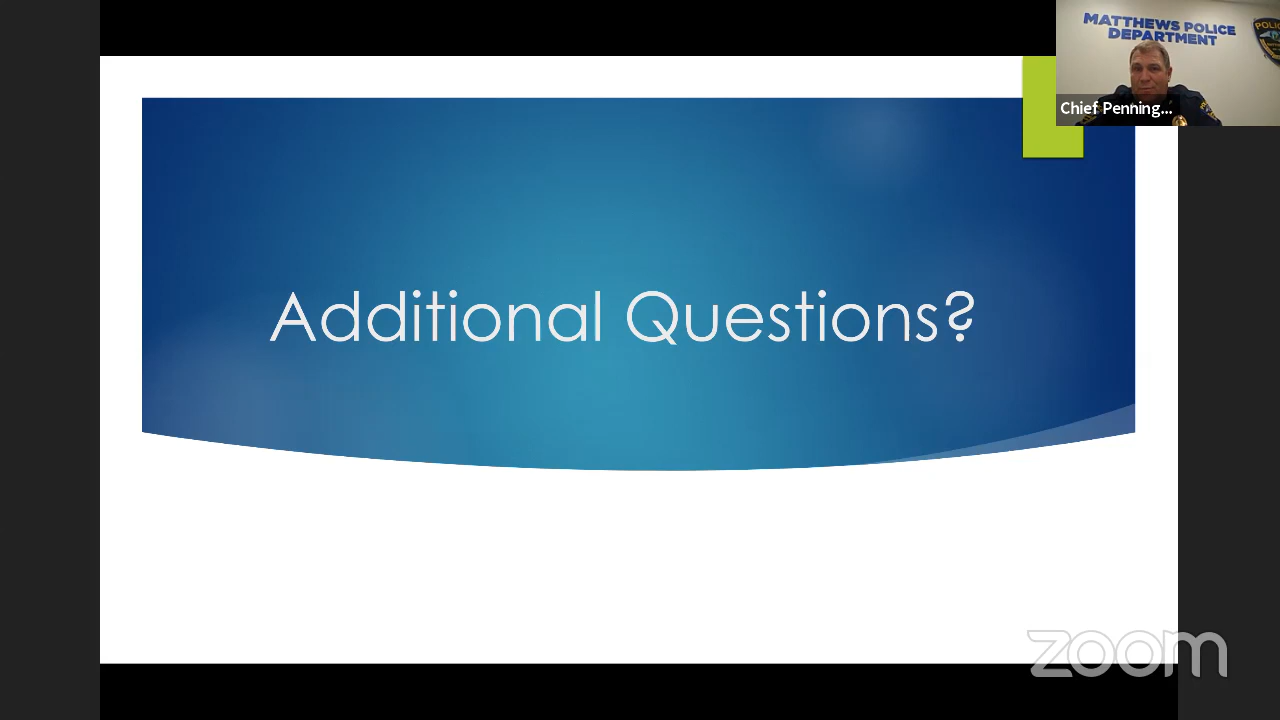 MATTHEWS POLICE
DEPARTMENT
Chief Penning...
Additional Questions?
zoom